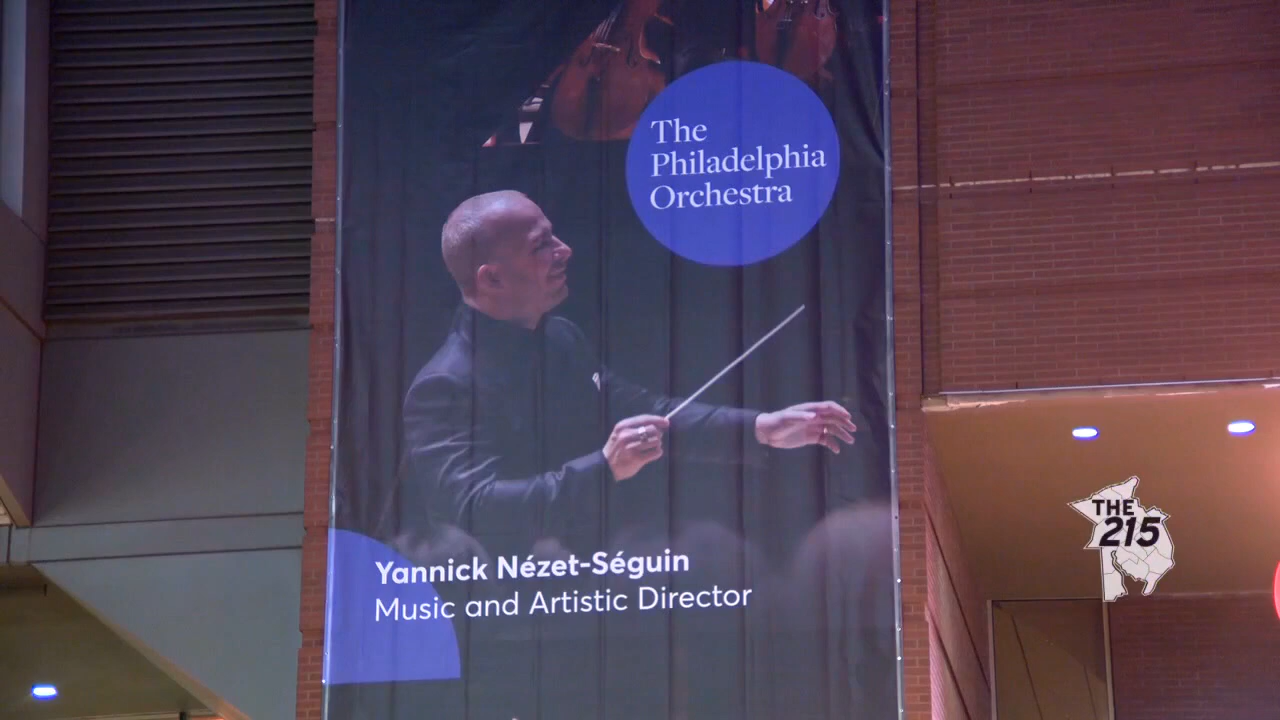 The
Philadelphia
Orchestra
Yannick Nézet-Séguin
Music and Artistic Director
THE
215